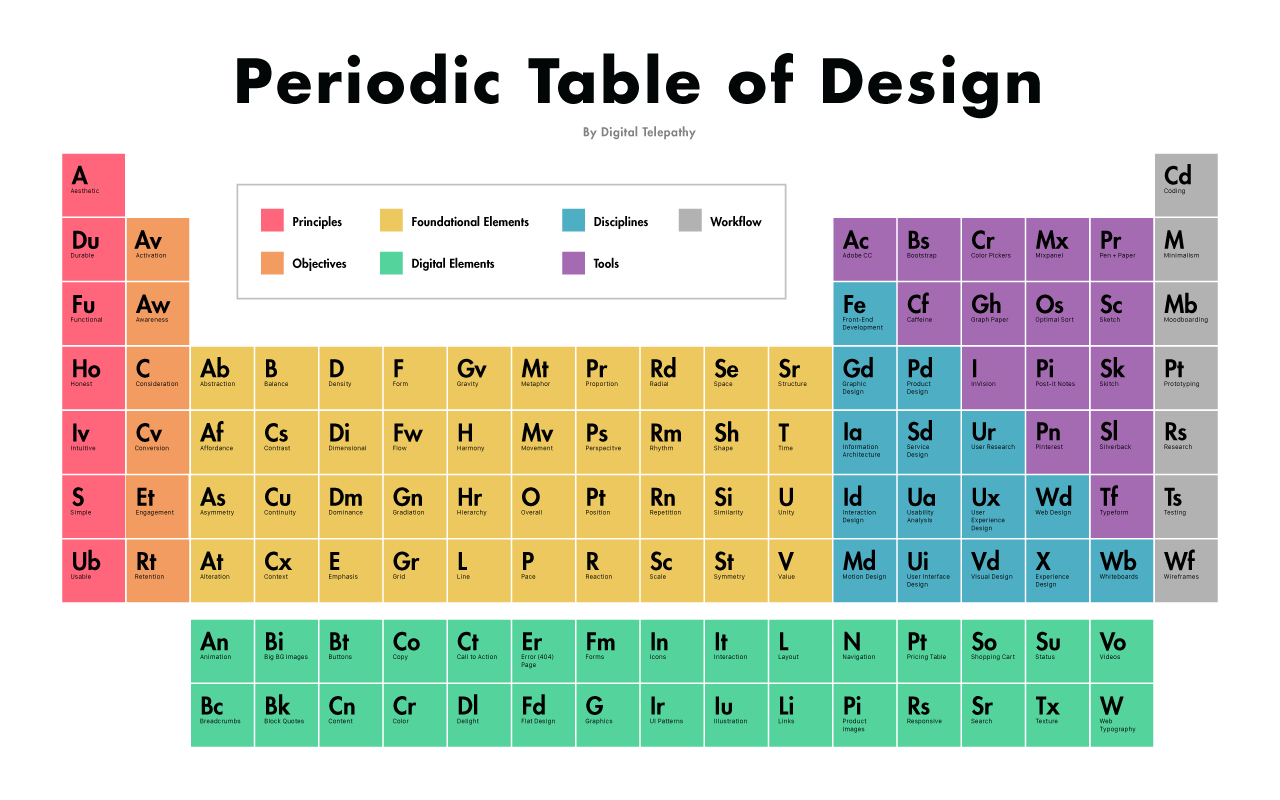 Periodic Table of Design
By Digital Telepathy
A
Aesthetic
Cd
Coding
Principles
Foundational Elements
Disciplines
Workflow
Objectives
Digital Elements
Tools
Du
Durable
Av
Activation
Ac
Adobe CC
Bs
Bootstrap
Cr
Color Pickers
Mx
Mixpanel
Pr
Pen + Paper
M
Minimalism
Fu
Functional
Aw
Awareness
Fe
Front-End
Development
Cf
Caffeine
Gh
Graph Paper
Os
Optimal Sort
Sc
Sketch
Mb
Moodboarding
Ho
Honest
C
Consideration
Ab
Abstraction
B
Balance
D
Density
F
Form
Gv
Gravity
Mt
Metaphor
Pr
Proportion
Rd
Radial
Se
Space
Sr
Structure
Gd
Graphic
Design
Pd
Product
Design
I
InVision
Pi
Post-It Notes
Sk
Skitch
Pt
Prototyping
Iv
Intuitive
Cv
Conversion
Af
Affordance
Cs
Contrast
Di
Dimensional
Fw
Flow
H
Harmony
Mv
Movement
Ps
Perspecitve
Rm
Rhythm
Sh
Shape
T
Time
Ia
Information
Architecture
Sd
Service
Design
Ur
User Research
Pn
Pinterest
Sl
Silverback
Rs
Research
S
Simple
Et
Engagement
As
Asymmetry
Cu
Continuity
Dm
Dominance
Gn
Gradiation
Hr
Hierarchy
O
Overall
Pt
Position
Rn
Repetition
Si
Similarity
U
Unity
Id
Interaction
Design
Ua
Usability
Analysis
Ux
User
Experience
Design
Wd
Web Design
Tf
Typeform
Ts
Testing
Ub
Usable
Rt
Retention
At
Alteration
Cx
Context
E
Emphasis
Gr
Grid
L
Line
P
Pace
R
Reaction
Sc
Scale
St
Symmetry
V
Value
Md
Motion Design
Ui
User Interface
Design
Vd
Visual Design
X
Experience
Design
Wb
Whiteboards
Wf
Wireframes
An
Animation
Bi
Big BG Images
Bt
Buttons
Co
Copy
Ct
Call to Action
Er
Error (404)
Page
Fm
Forms
In
Icons
It
Interaction
L
Layout
N
Navigation
Pt
Pricing Table
So
Shopping Cart
Su
Status
Vo
Videos
Bc
Breadcrumbs
Bk
Block Quotes
Cn
Content
Cr
Color
Dl
Delight
Fd
Flat Design
G
Graphics
Ir
UI Patterns
Iu
Illustration
Li
Links
Pi
Product
Images
Rs
Responsive
Sr
Search
Tx
Texture
W
Web
Typography